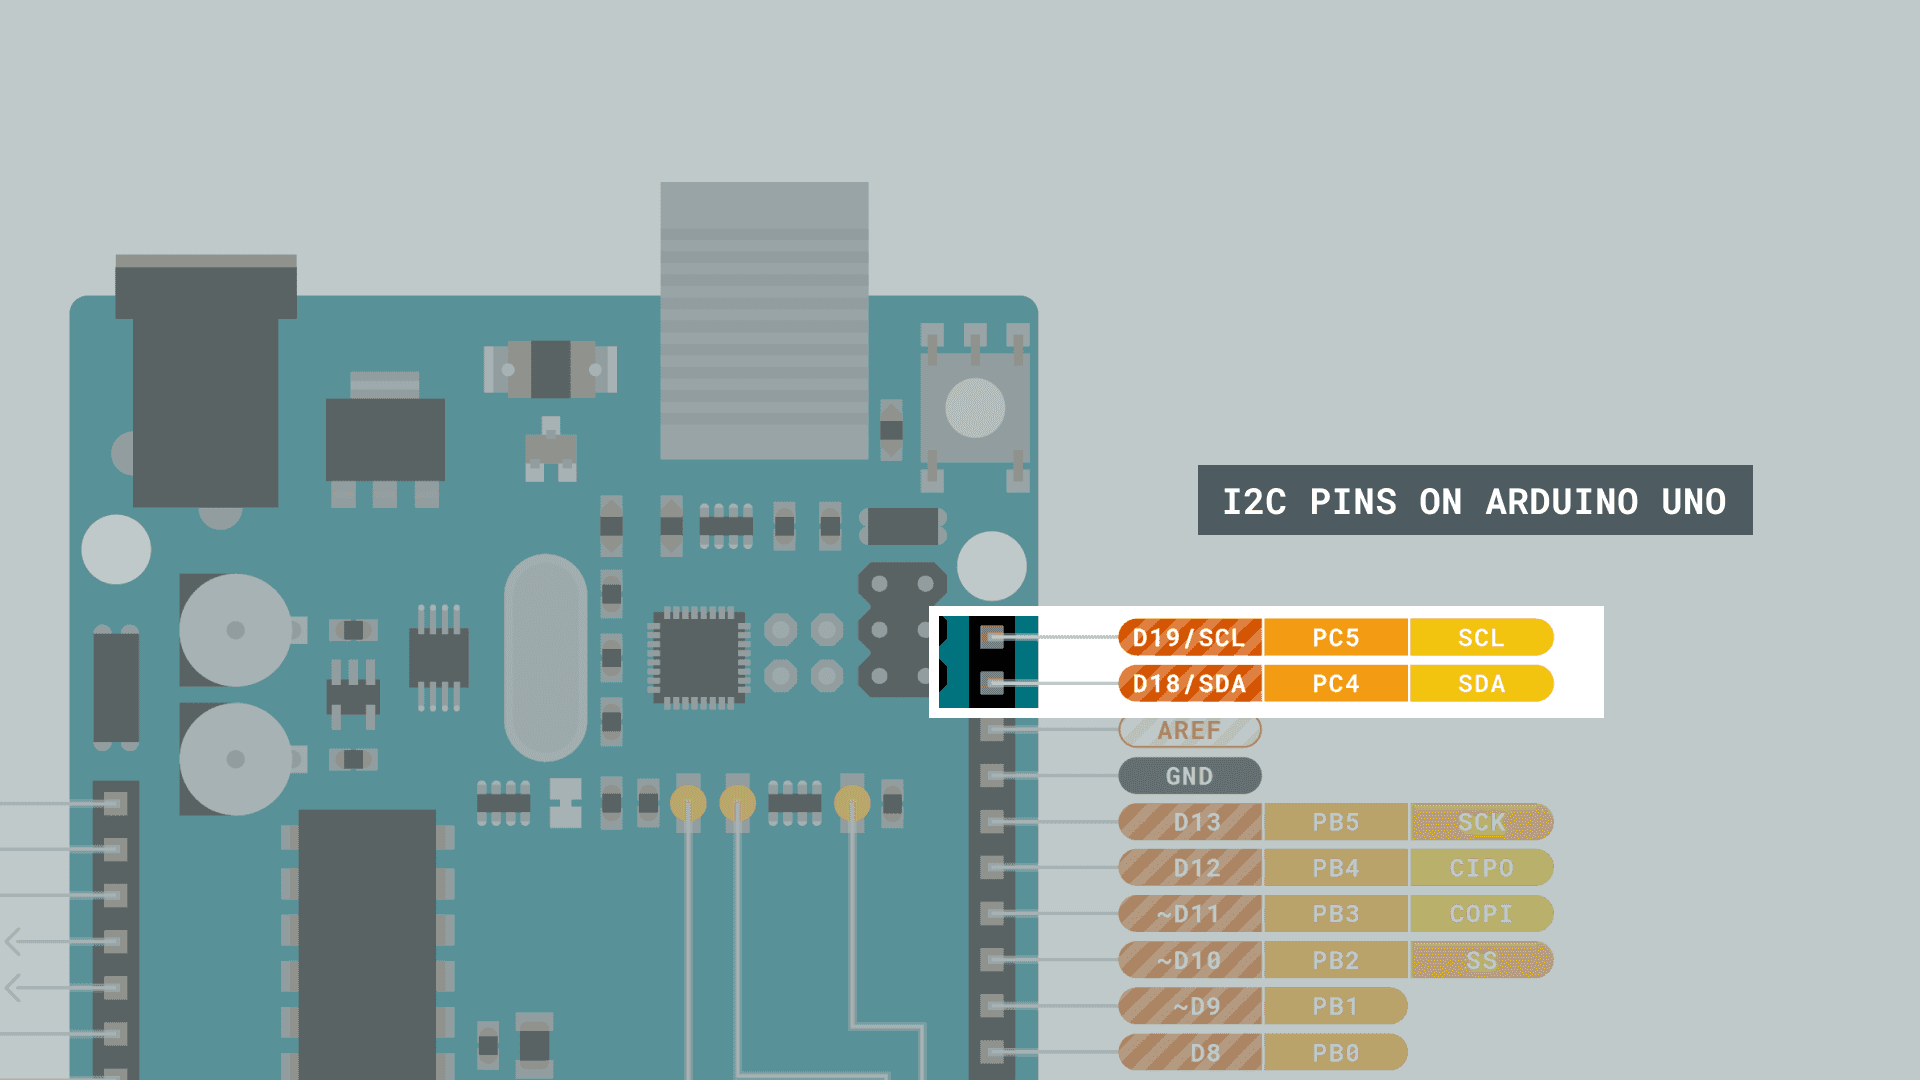 I2C PINS ON ARDUINO UNO
D19/SCL PC5 SCL
D18/SDA PC4 SDA
AREF
GND
D13 PB5 SCK
D12 PB4 CIPO
~D11 PB3 COPI
~D10 PB2 SS
~D9 PB1
D8 PB0